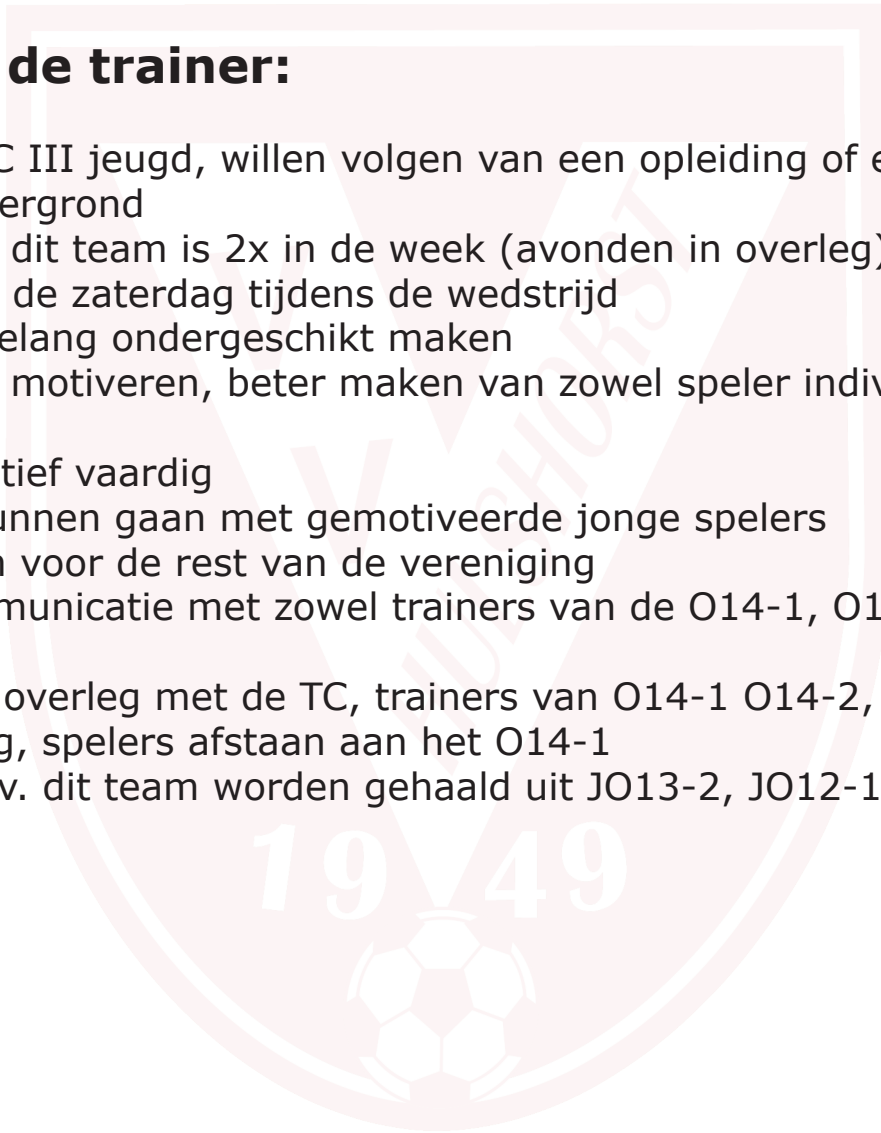 de trainer:
C III jeugd, willen volgen van een opleiding of e
ergrond
dit team is 2x in de week (avonden in overleg)
de zaterdag tijdens de wedstrijd
elang ondergeschikt maken
motiveren, beter maken van zowel speler indiv
tief vaardig
unnen gaan met gemotiveerde jonge spelers
n voor de rest van de vereniging
municatie met zowel trainers van de O14-1, O1
overleg met de TC, trainers van O14-1 O14-2,
g, spelers afstaan aan het O14-1
v. dit team worden gehaald uit JO13-2, JO12-1
VV
HULSHORST
1949